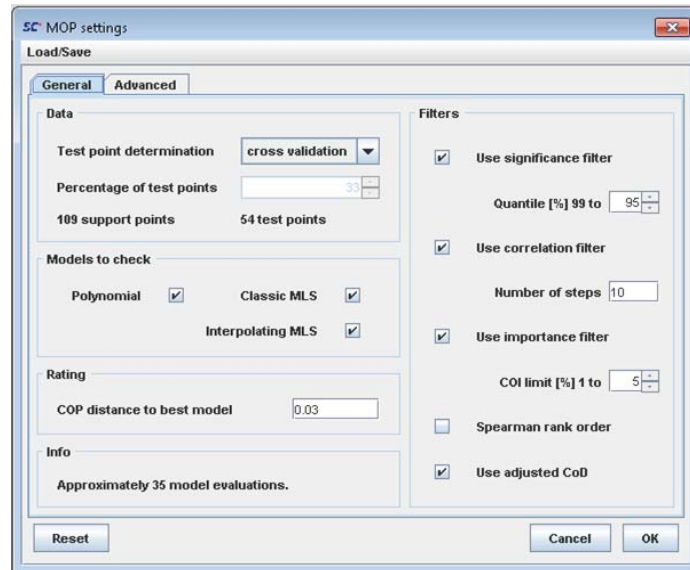 SC MOP settings
Load/Save
General Advanced
Data
Test point determination cross validation
Percentage of test points 33
109 support points 54 test points
Models to check
Polynomial Classic MLS
Interpolating MLS
Rating
COP distance to best model 0.03
Info
Approximately 35 model evaluations.
Filters
Use significance filter
Quantile [%] 99 to 95
Use correlation filter
Number of steps 10
Use importance filter
COI limit [%] 1 to 5
Spearman rank order
Use adjusted CoD
Reset Cancel OK